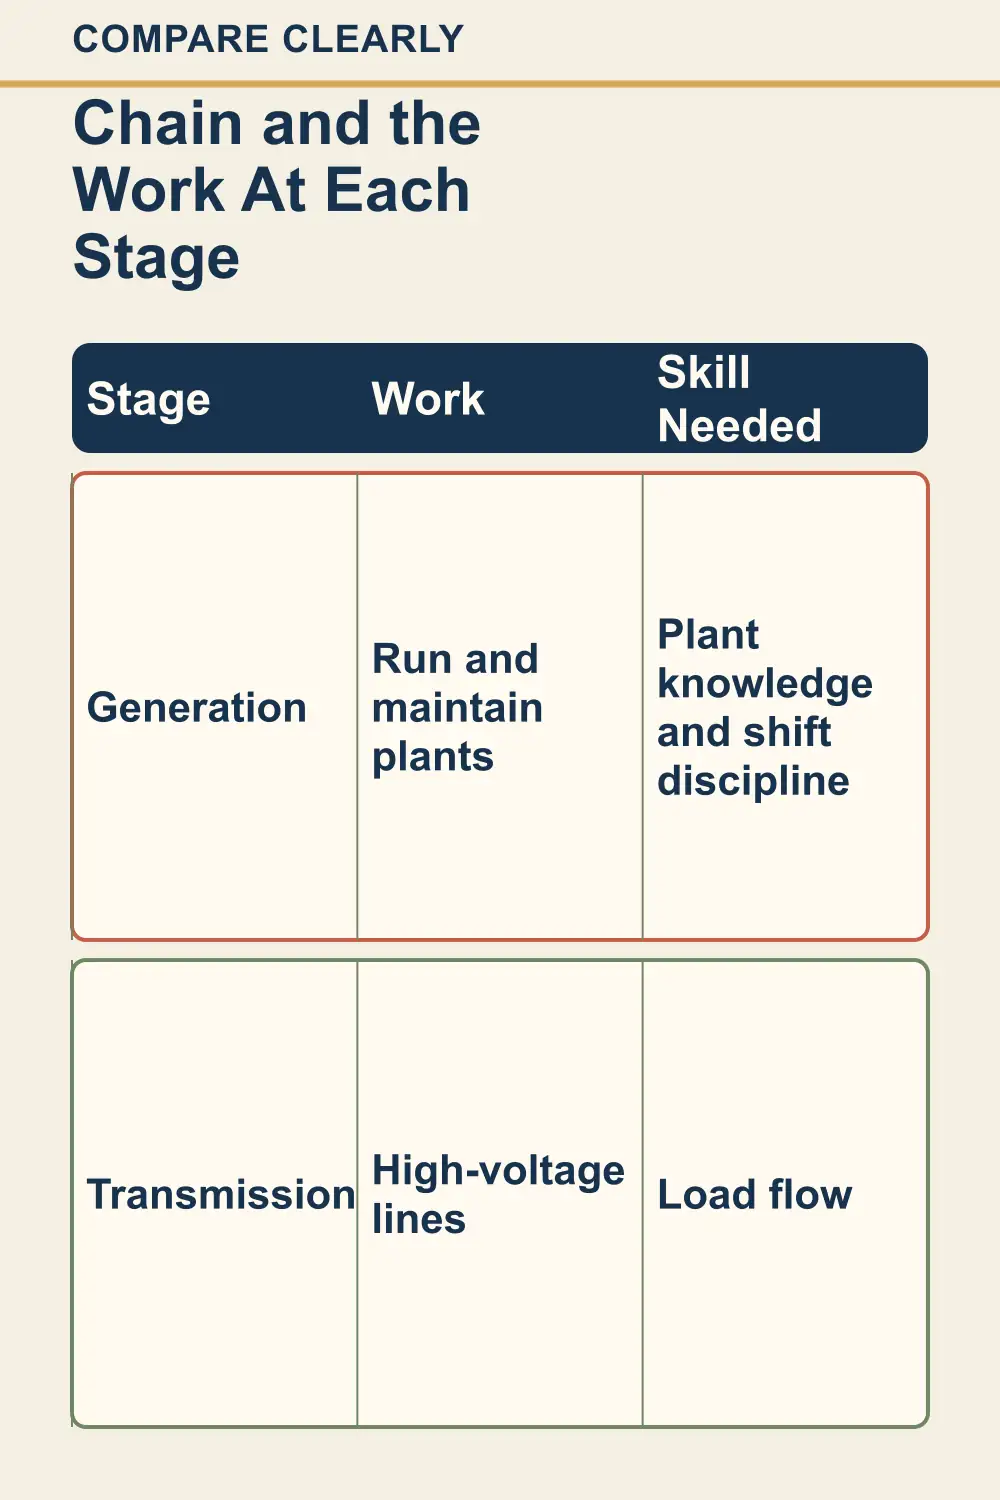 COMPARE CLEARLY
Chain and the
Work At Each
Stage
Stage
Work
Skill
Needed
Generation
Run and
maintain
plants
Plant
knowledge
and shift
discipline
Transmission
High-voltage
lines
Load flow